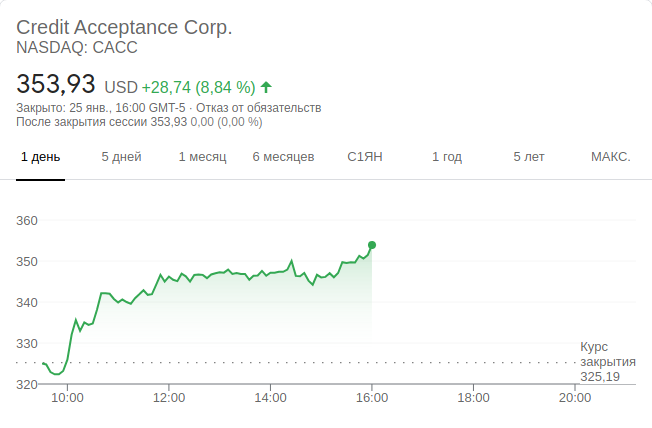 Credit Acceptance Corp.
NASDAQ: CACC
353,93 USD +28,74 (8,84 %)
Закрыто: 25 янв., 16:00 GMT-5 · Отказ от обязательств
После закрытия сессии 353,93 0,00 (0,00 %)
1 день 5 дней 1 месяц 6 месяцев С1ЯН 1 год 5 лет МАКС.
360
350
340
330
Курс
закрытия
325,19
320
10:00 12:00 14:00 16:00 18:00 20:00